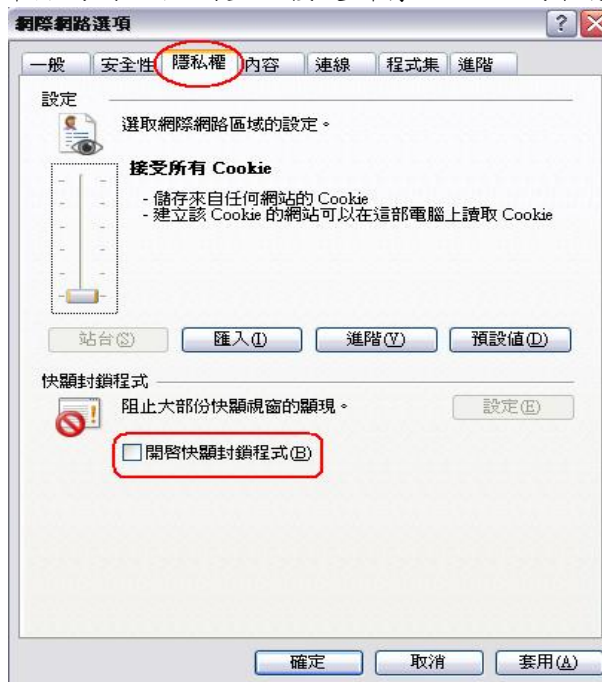 網際網路選項
一般 安全性 隱私權 內容 連線 程式集 進階
設定
選取網際網路區域的設定。
接受所有 Cookie
- 儲存來自任何網站的 Cookie
- 建立該 Cookie 的網站可以在這部電腦上讀取 Cookie
站台(S) 匯入(I) 進階(V) 預設值(D)
快顯封鎖程式
阻止大部份快顯視窗的顯現。 設定(E)
開啟快顯封鎖程式(B)
確定 取消 套用(A)